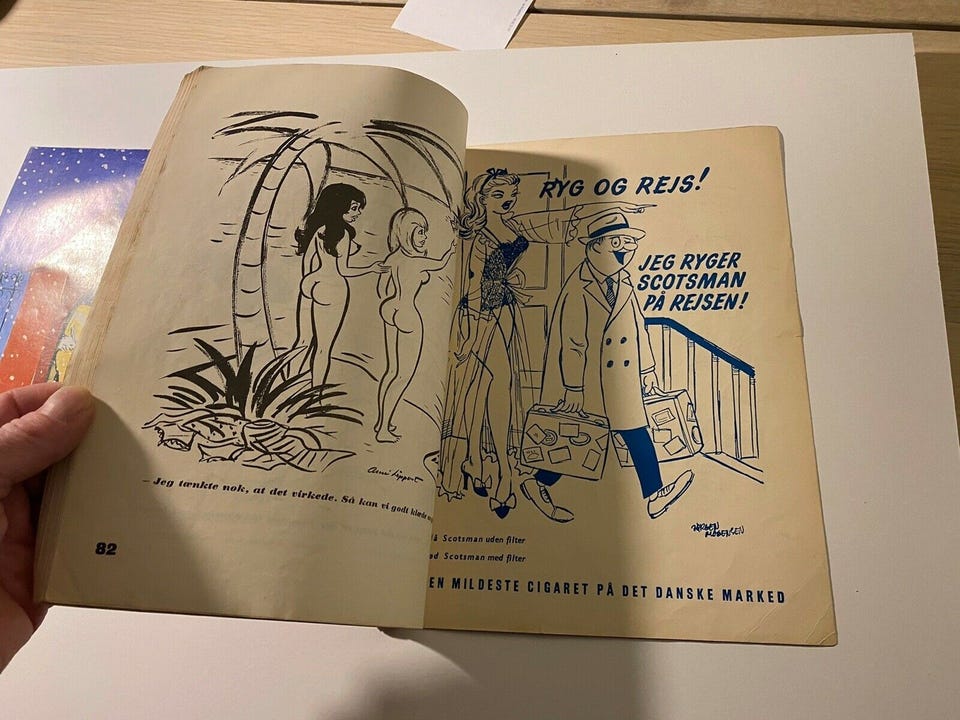 – Jeg tænkte nok, at det virkede. Så kan vi godt klæde
82
RYG OG REJS!
JEG RYGER
SCOTSMAN
PÅ REJSEN!
Scotsman uden filter
Scotsman med filter
EN MILDESTE CIGARET PÅ DET DANSKE MARKED